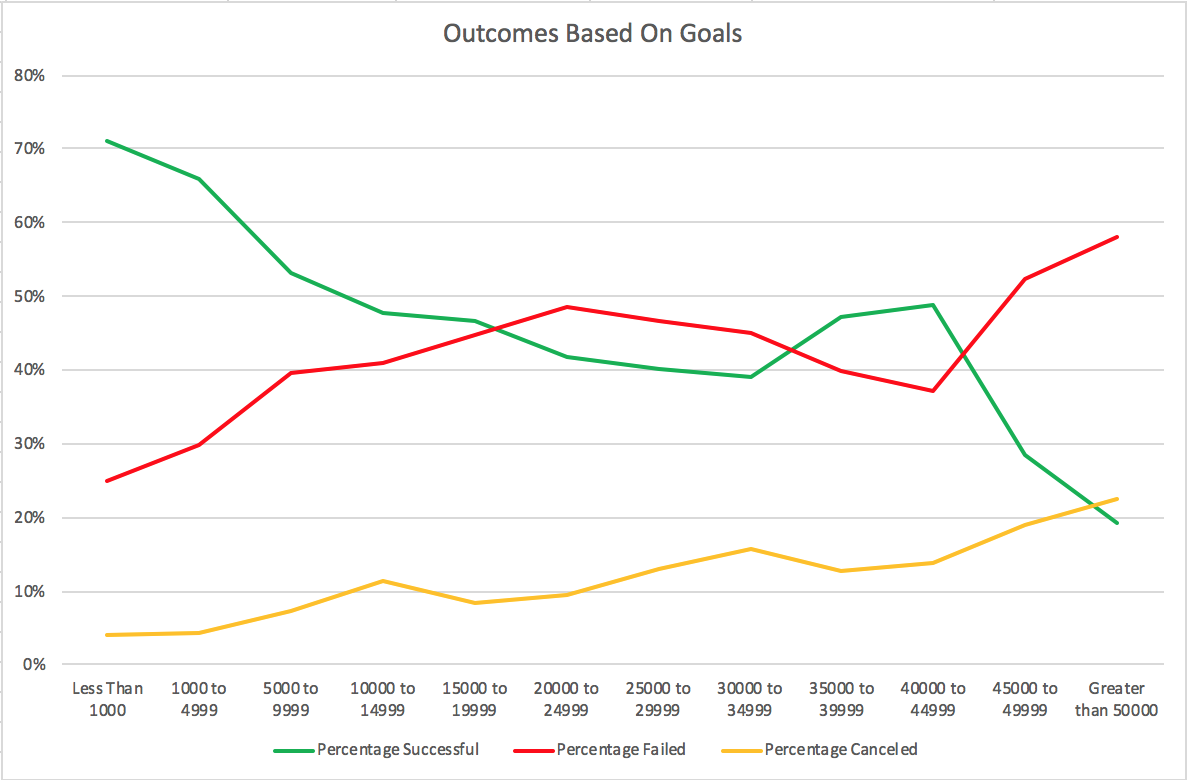 Outcomes Based On Goals
80%
70%
60%
50%
40%
30%
20%
10%
0%
Less Than 1000 to 5000 to 10000 to 15000 to 20000 to 25000 to 30000 to 35000 to 40000 to 45000 to Greater
1000 4999 9999 14999 19999 24999 29999 34999 39999 44999 49999 than 50000
Percentage Successful Percentage Failed Percentage Canceled